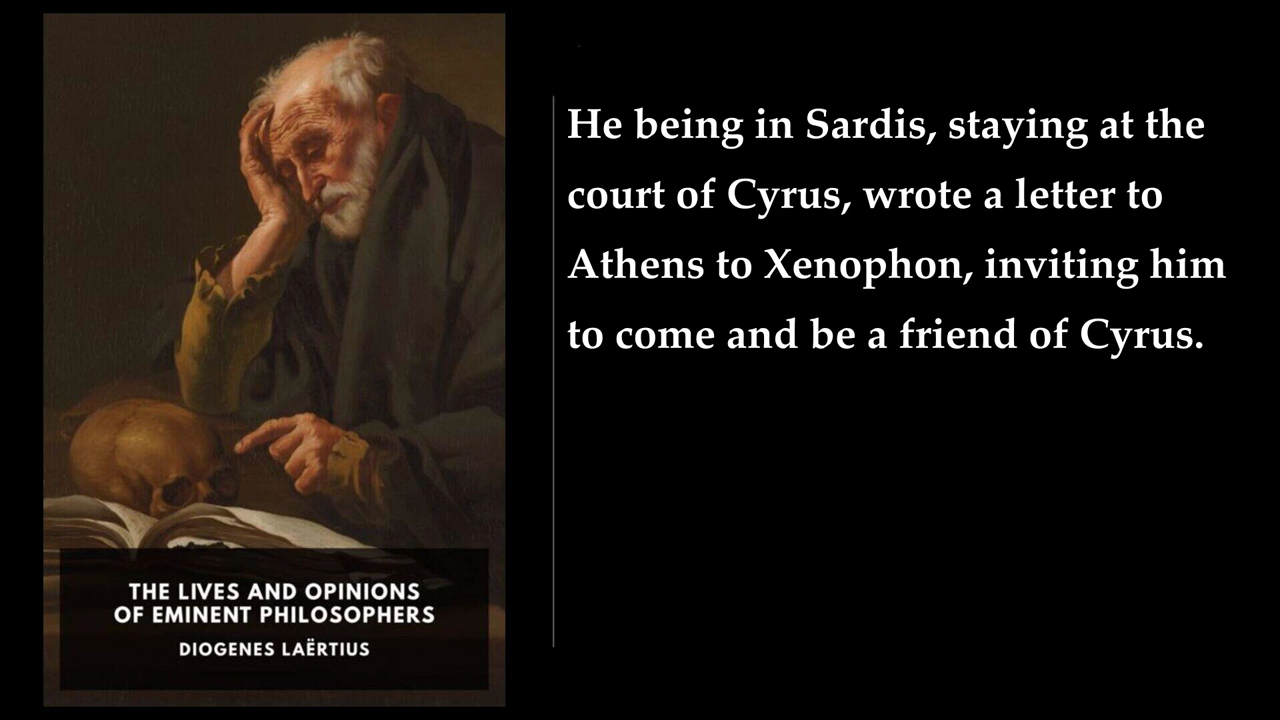 He being in Sardis, staying at the
court of Cyrus, wrote a letter to
Athens to Xenophon, inviting him
to come and be a friend of Cyrus.
THE LIVES AND OPINIONS
OF EMINENT PHILOSOPHERS
DIOGENES LAËRTIUS